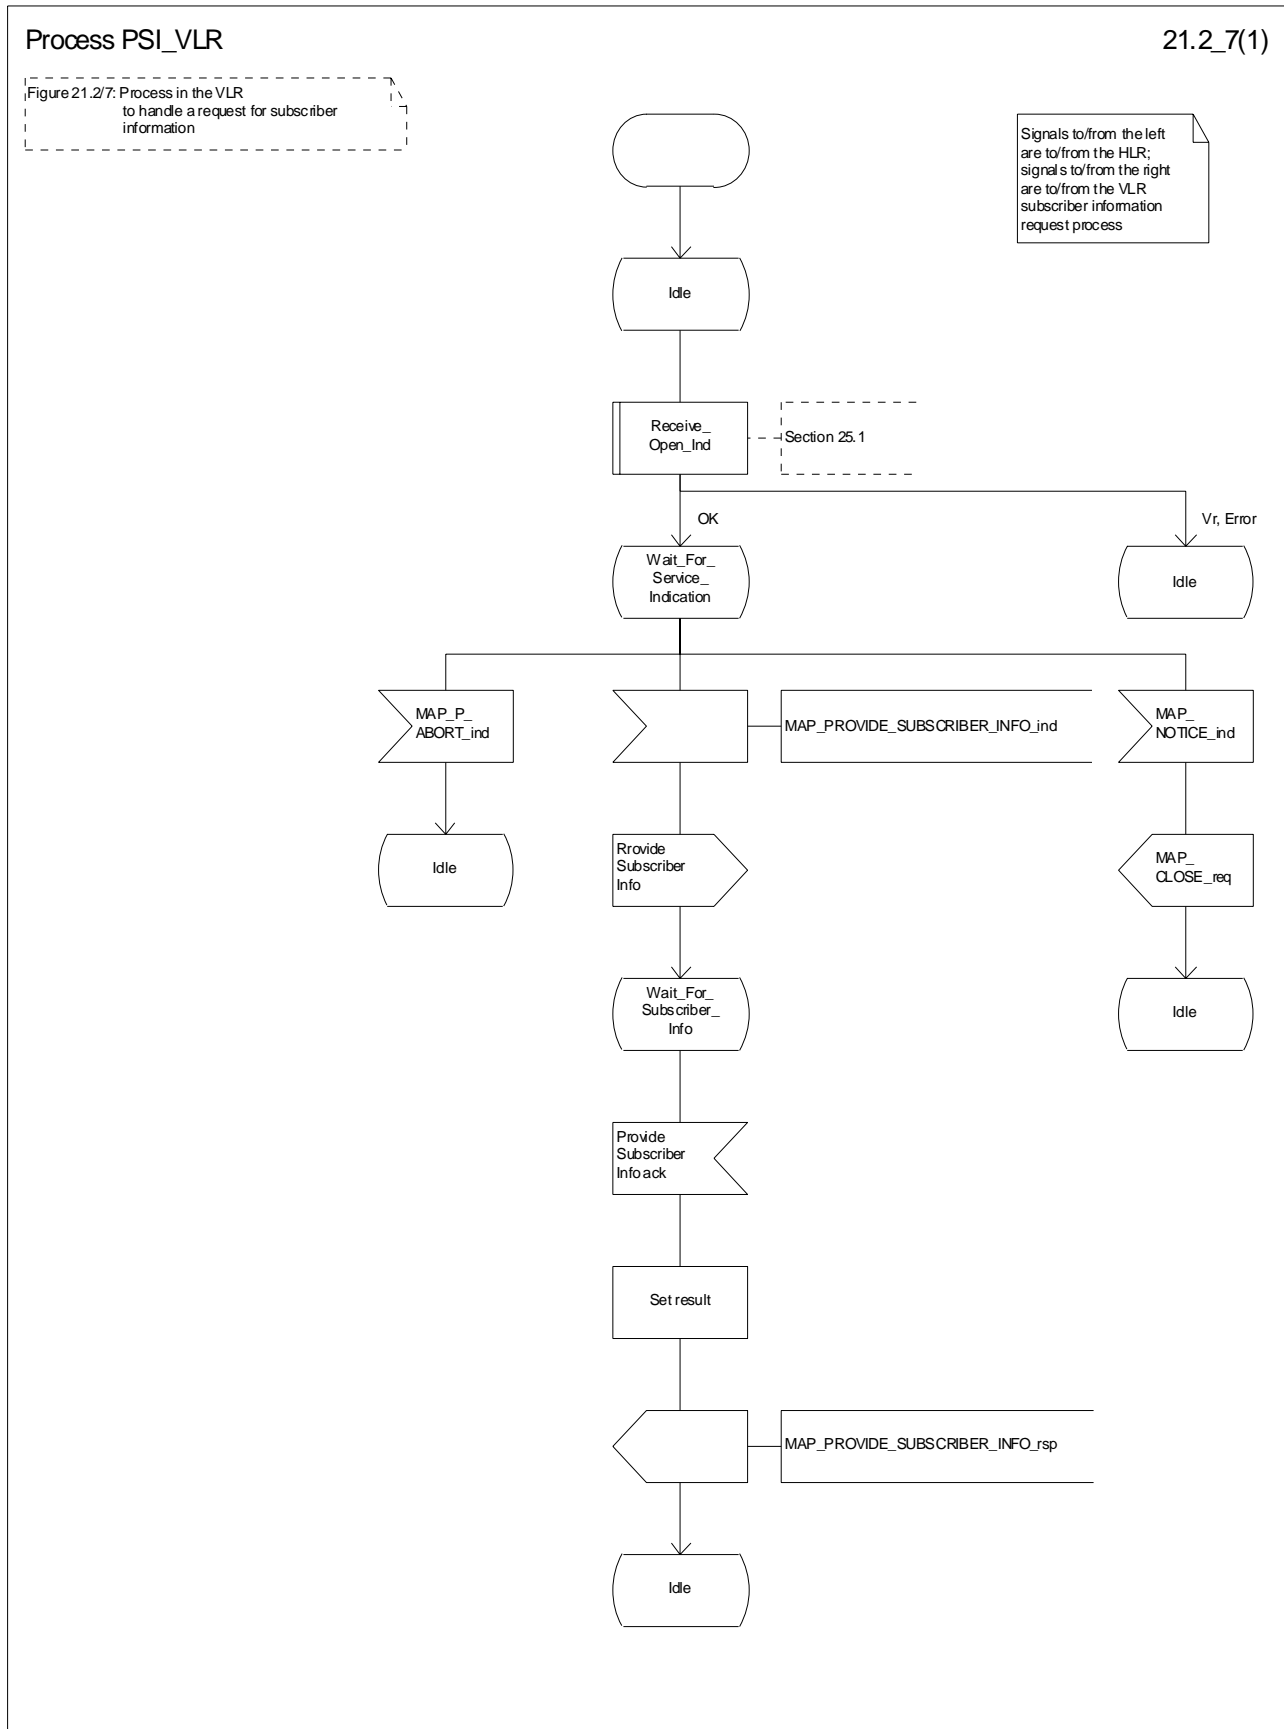 Process PSI_VLR
21.2_7(1)
Figure 21.2/7: Process in the VLR
to handle a request for subscriber
information
Signals to/from the left
are to/from the HLR;
signals to/from the right
are to/from the VLR
subscriber information
request process
Idle
Receive_
Open_Ind
Section 25.1
OK
Vr, Error
Wait_For_
Service_
Indication
Idle
MAP_P_
ABORT_ind
MAP_PROVIDE_SUBSCRIBER_INFO_ind
MAP_
NOTICE_ind
Idle
Rrovide
Subscriber
Info
MAP_
CLOSE_req
Wait_For_
Subscriber_
Info
Idle
Provide
Subscriber
Info ack
Set result
MAP_PROVIDE_SUBSCRIBER_INFO_rsp
Idle